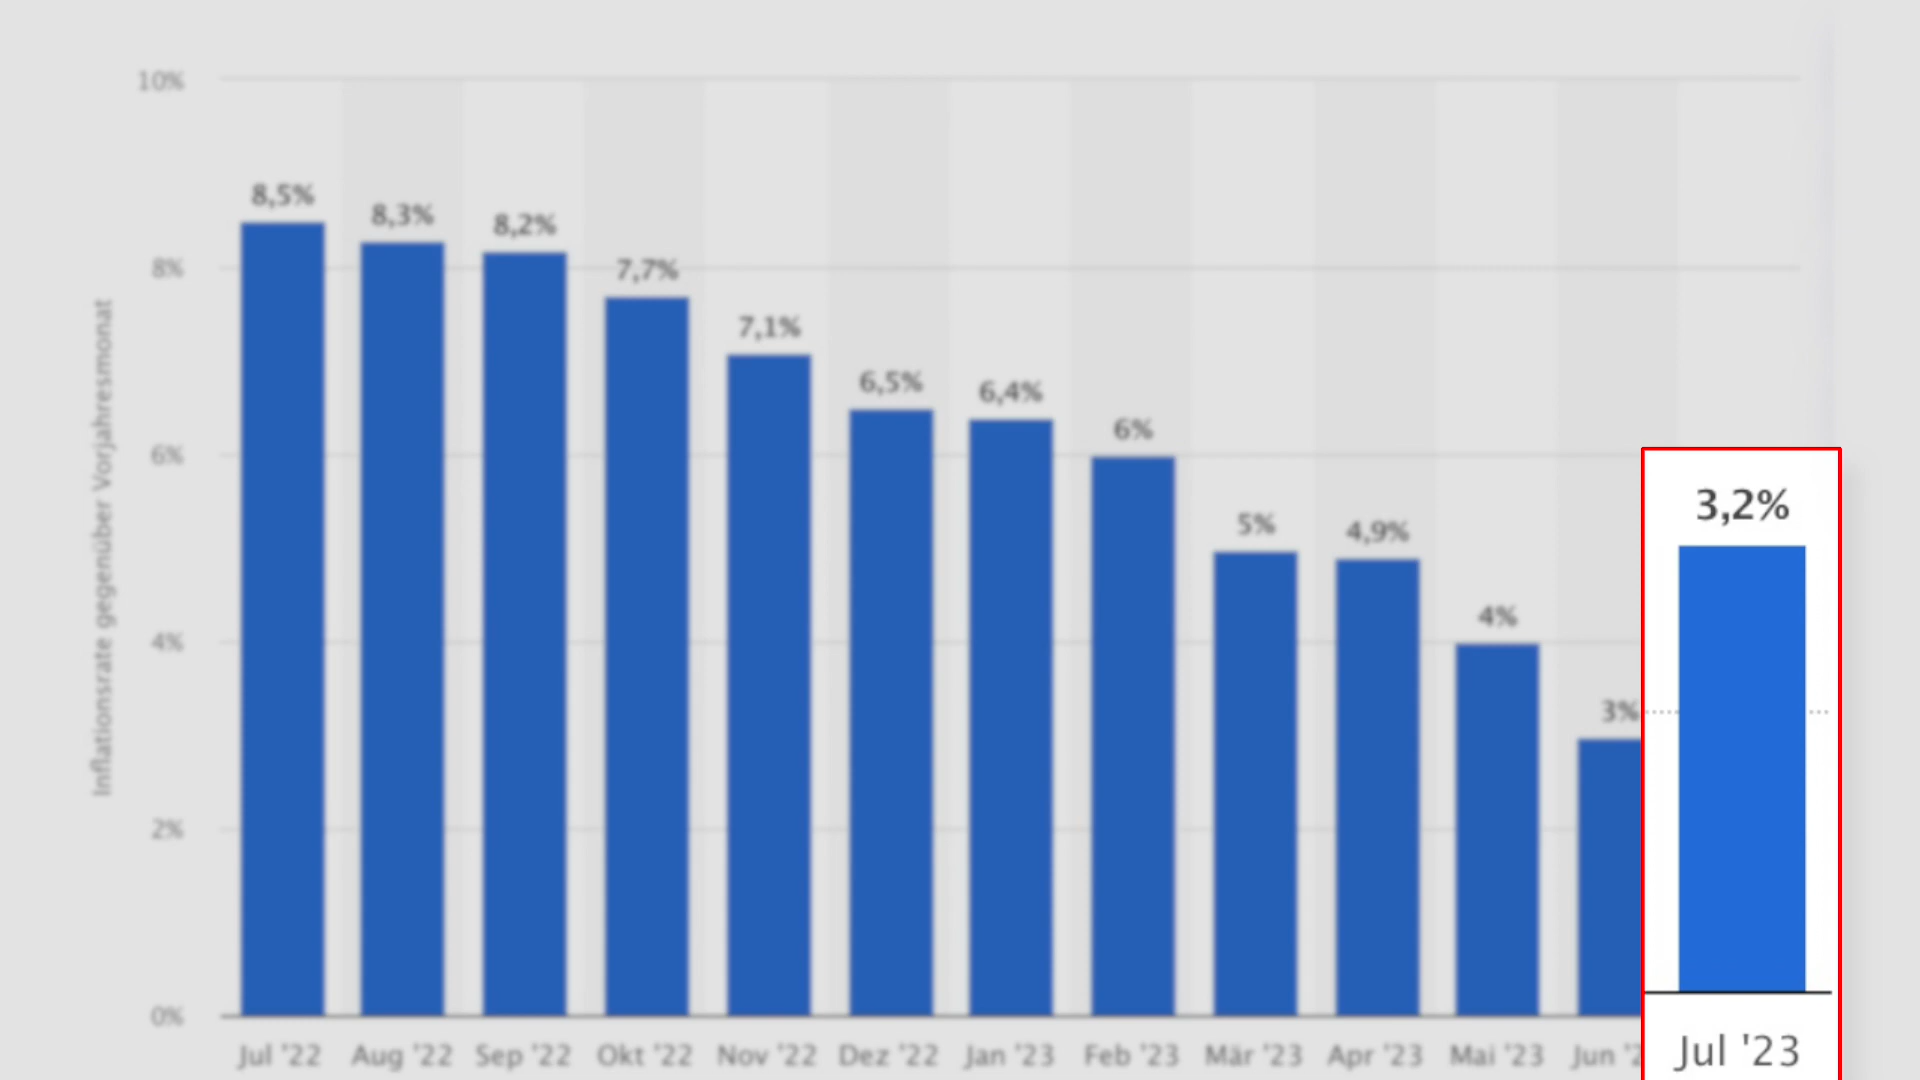 Inflationsrate gegenüber Vorjahresmonat
10%
8%
6%
4%
2%
0%
8,5%
8,3%
8,2%
7,7%
7,1%
6,5%
6,4%
6%
5%
4,9%
4%
3%
3,2%
Jul '22
Aug '22
Sep '22
Okt '22
Nov '22
Dez '22
Jan '23
Feb '23
Mär '23
Apr '23
Mai '23
Jun '2
Jul '23